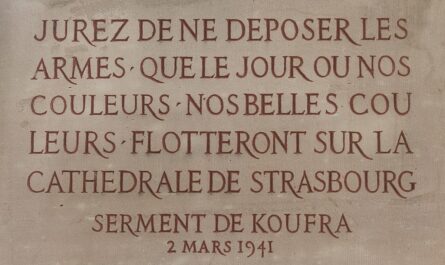 JUREZ DE NE DEPOSER LES
ARMES · QUE LE JOUR OU NOS
COULEURS · NOS BELLES COU
LEURS · FLOTTERONT SUR LA
CATHEDRALE DE STRASBOURG
SERMENT DE KOUFRA
2 MARS 1941